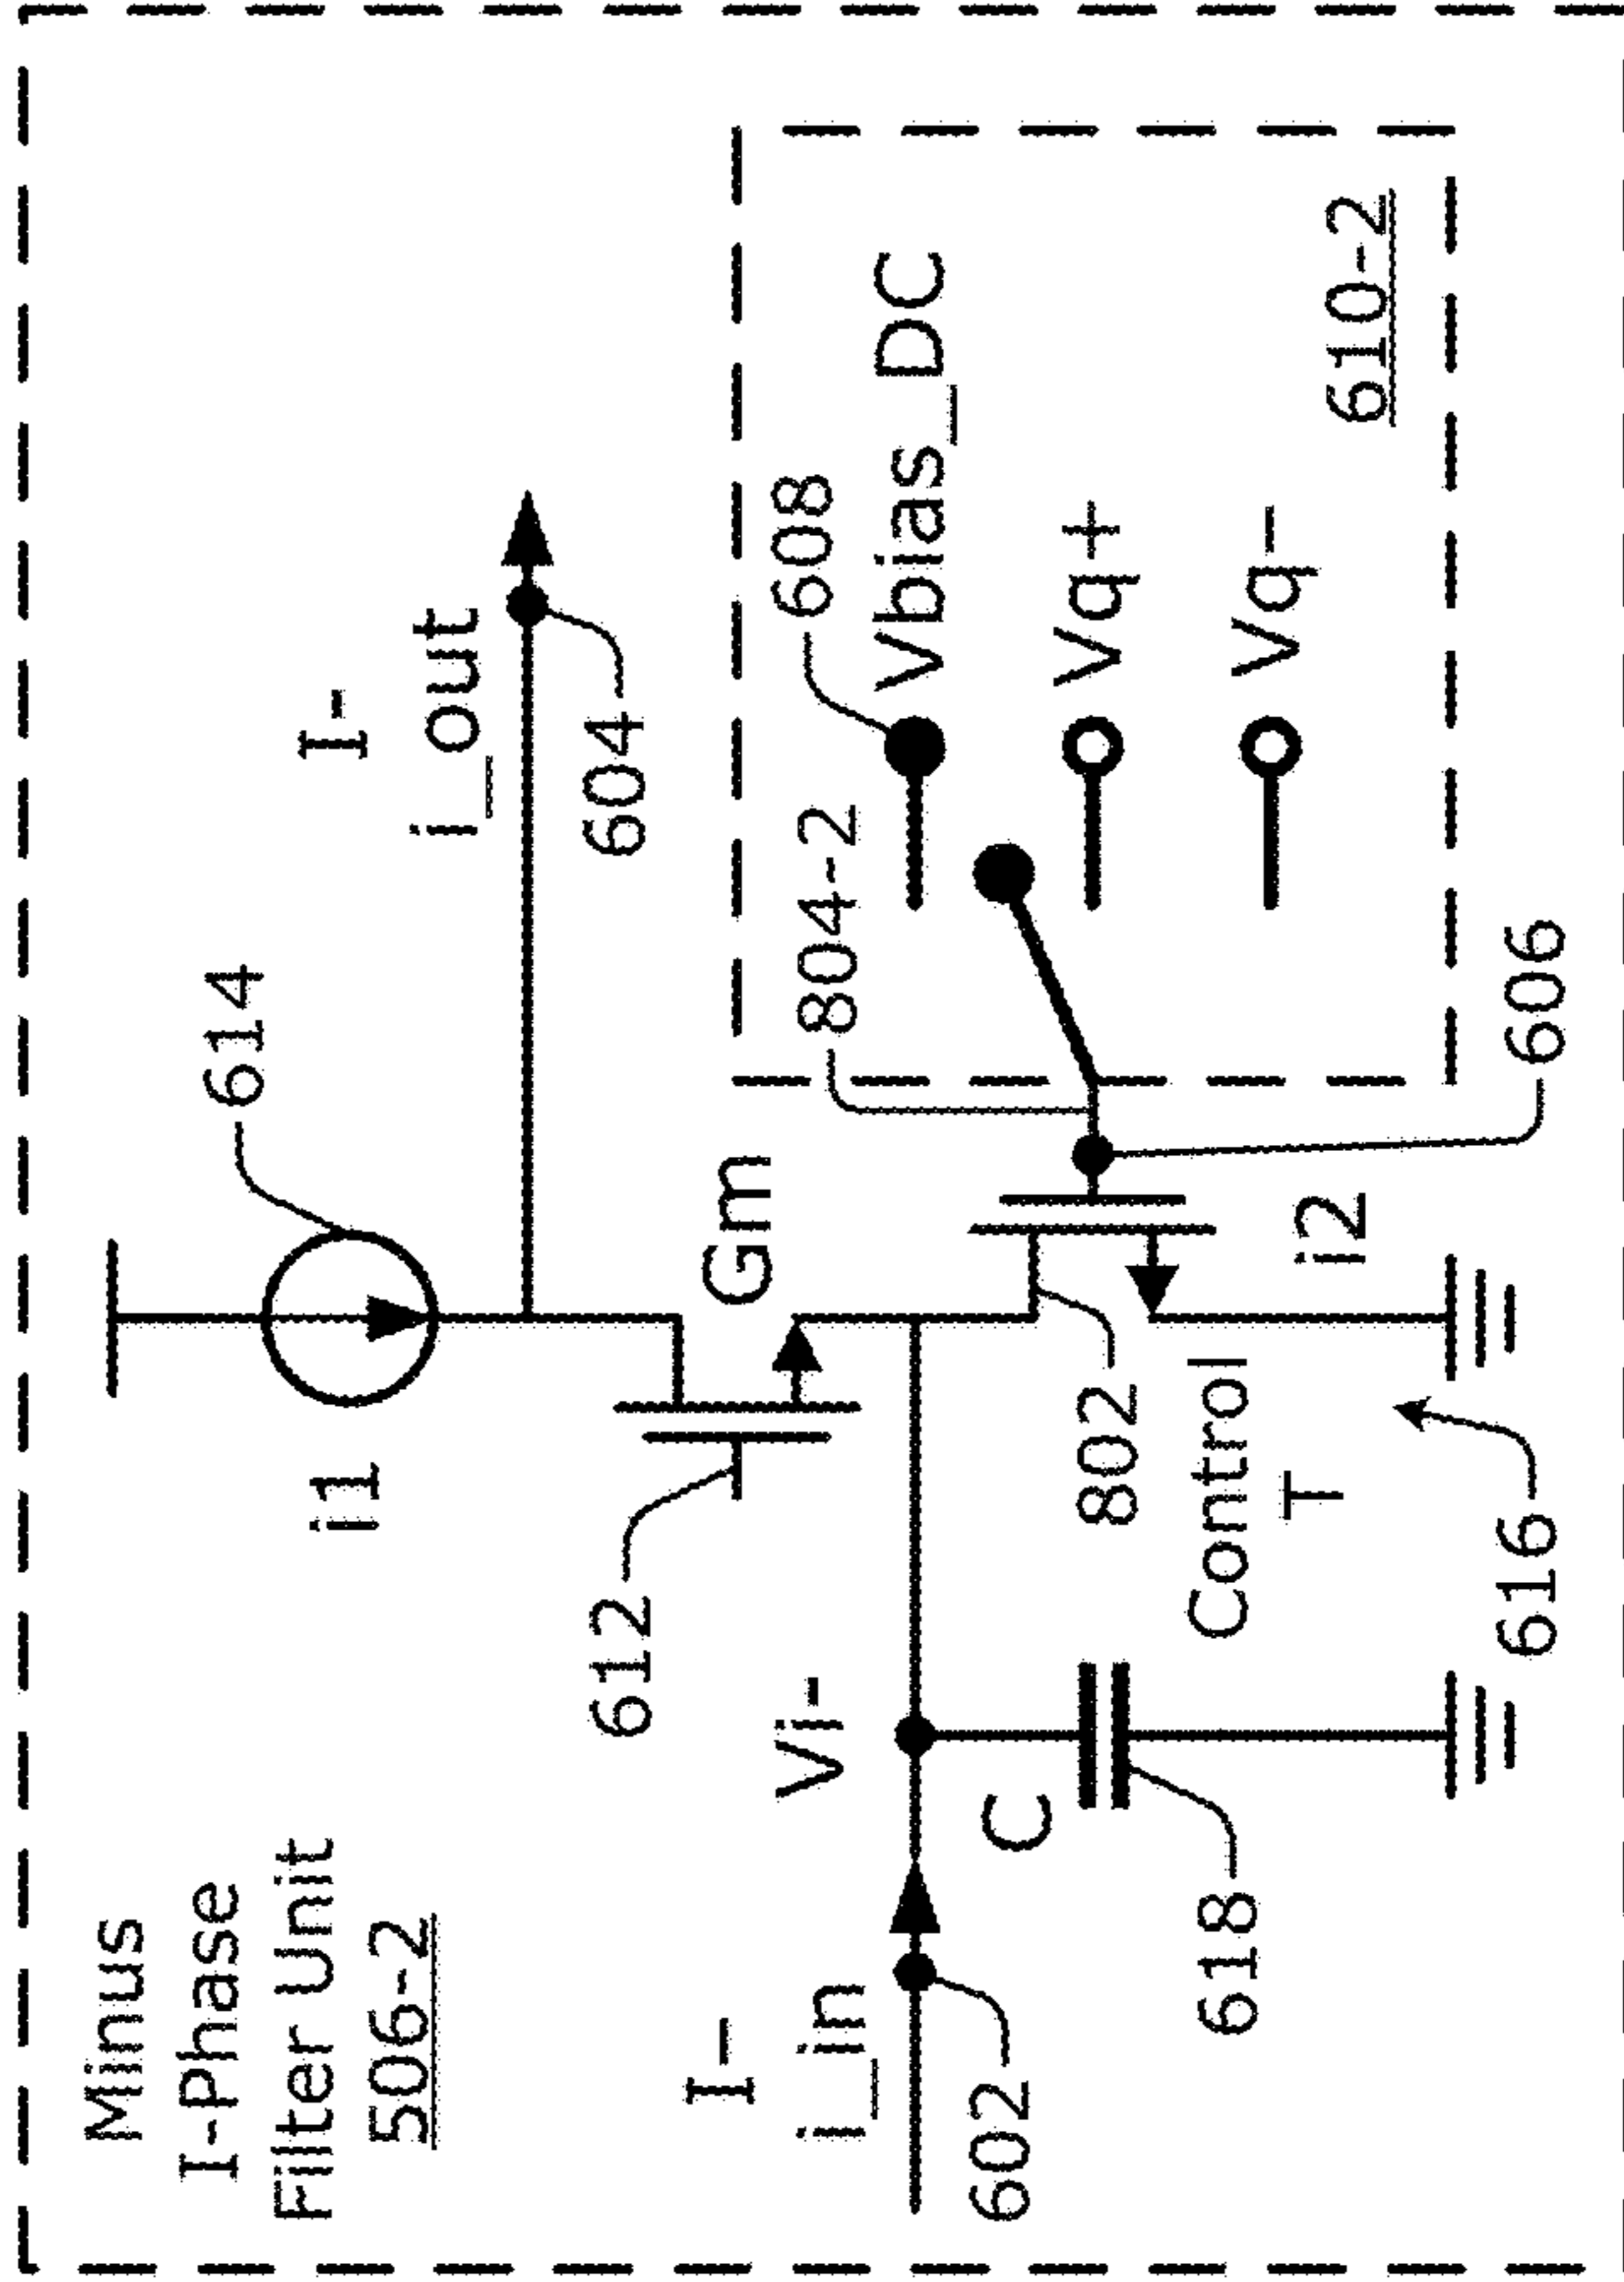 Minus
I-Phase
Filter Unit
506-2
614
i1
I-
i_out
604
612
Gm
I-
i_in
602
Vi-
C
618
804-2
608
Vbias_DC
Vq+
Vq-
610-2
802
Control
T
i2
616
606